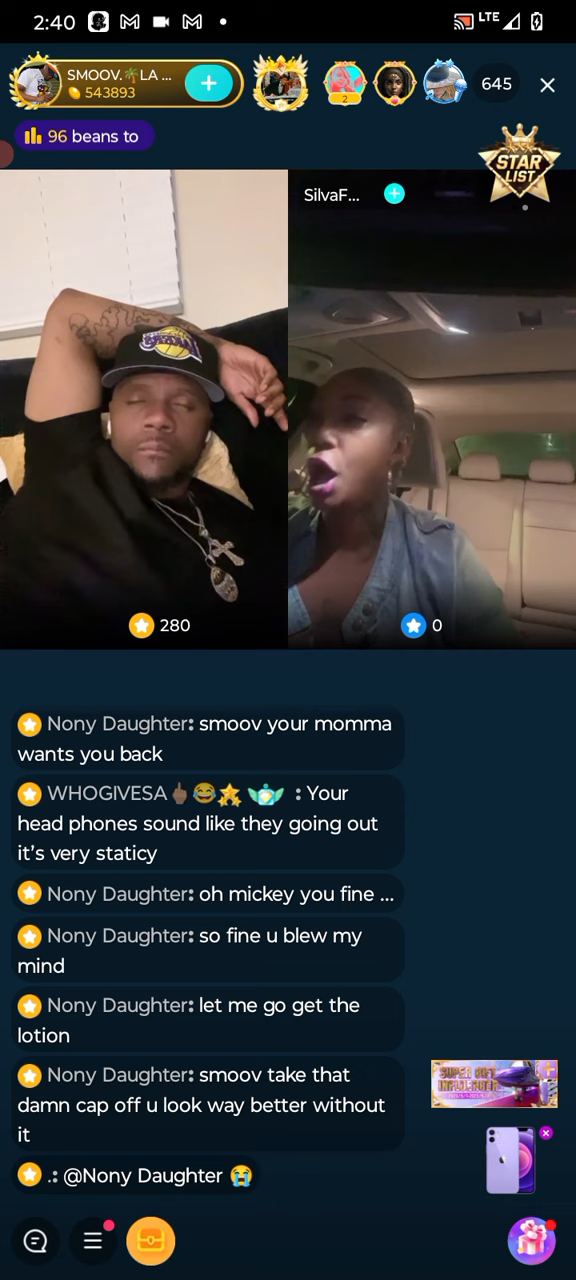 2:40
LTE
SMOOV.🌴LA ...
543893
2
645
96 beans to
STAR
LIST
SilvaF...
280
0
Nony Daughter: smoov your momma
wants you back
WHOGIVESA🖕🏾😂 : Your
head phones sound like they going out
it's very staticy
Nony Daughter: oh mickey you fine ...
Nony Daughter: so fine u blew my
mind
Nony Daughter: let me go get the
lotion
Nony Daughter: smoov take that
damn cap off u look way better without
it
.: @Nony Daughter 😭
SUPER GIFT